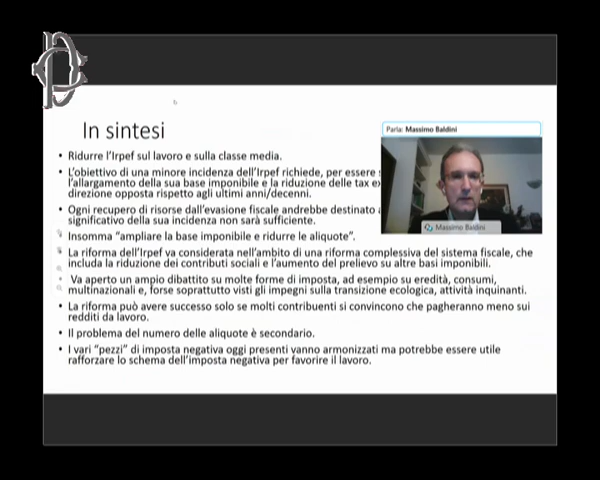 In sintesi
Parla: Massimo Baldini
Massimo Baldini
• Ridurre l'Irpef sul lavoro e sulla classe media.
• L'obiettivo di una minore incidenza dell'Irpef richiede, per essere
l'allargamento della sua base imponibile e la riduzione delle tax
direzione opposta rispetto agli ultimi anni/decenni.
• Ogni recupero di risorse dall'evasione fiscale andrebbe destinato
significativo della sua incidenza non sarà sufficiente.
• Insomma "ampliare la base imponibile e ridurre le aliquote".
• La riforma dell'Irpef va considerata nell'ambito di una riforma complessiva del sistema fiscale, che
includa la riduzione dei contributi sociali e l'aumento del prelievo su altre basi imponibili.
• Va aperto un ampio dibattito su molte forme di imposta, ad esempio su eredità, consumi,
multinazionali e, forse soprattutto visti gli impegni sulla transizione ecologica, attività inquinanti.
• La riforma può avere successo solo se molti contribuenti si convincono che pagheranno meno sui
redditi da lavoro.
• Il problema del numero delle aliquote è secondario.
• I vari "pezzi" di imposta negativa oggi presenti vanno armonizzati ma potrebbe essere utile
rafforzare lo schema dell'imposta negativa per favorire il lavoro.